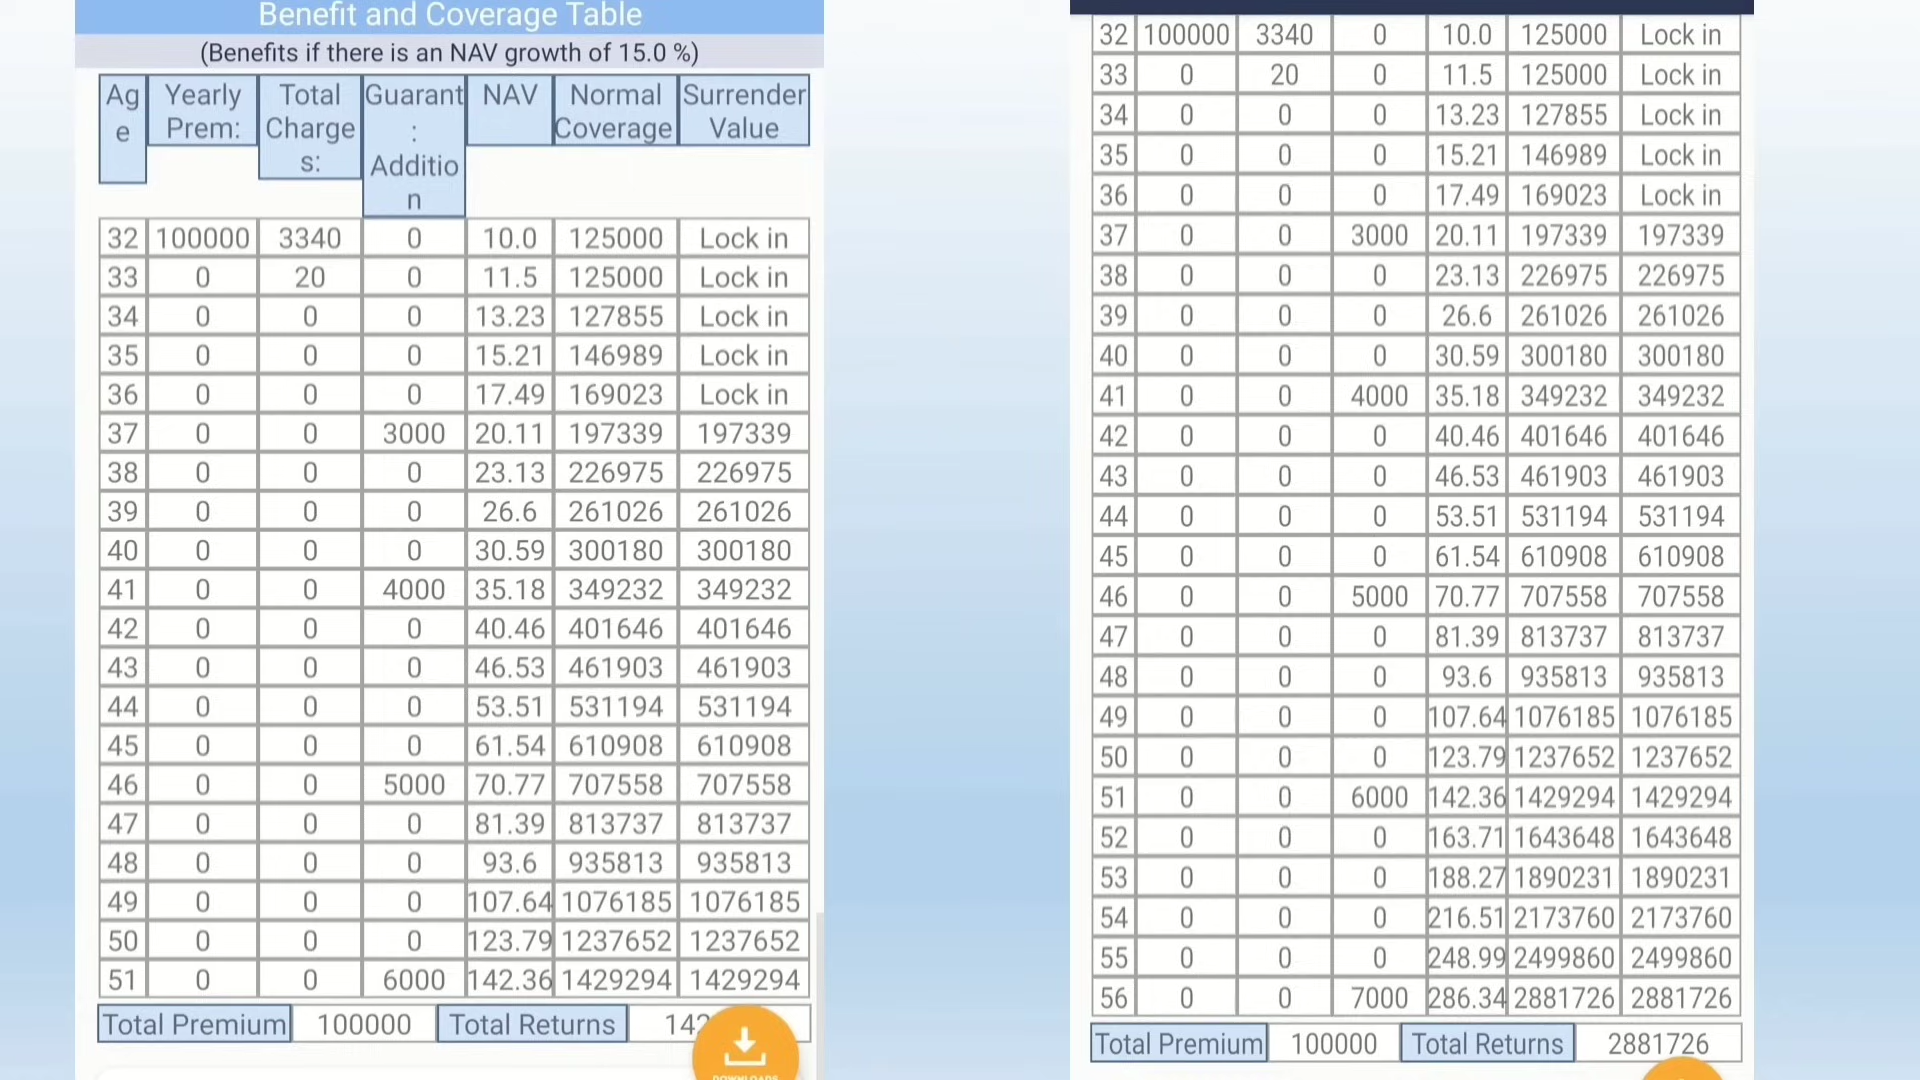 Benefit and Coverage Table
(Benefits if there is an NAV growth of 15.0 %)
Ag e Yearly Prem: Total Charge s: Guarant : Additio n NAV Normal Coverage Surrender Value
32 100000 3340 0 10.0 125000 Lock in
33 0 20 0 11.5 125000 Lock in
34 0 0 0 13.23 127855 Lock in
35 0 0 0 15.21 146989 Lock in
36 0 0 0 17.49 169023 Lock in
37 0 0 3000 20.11 197339 197339
38 0 0 0 23.13 226975 226975
39 0 0 0 26.6 261026 261026
40 0 0 0 30.59 300180 300180
41 0 0 4000 35.18 349232 349232
42 0 0 0 40.46 401646 401646
43 0 0 0 46.53 461903 461903
44 0 0 0 53.51 531194 531194
45 0 0 0 61.54 610908 610908
46 0 0 5000 70.77 707558 707558
47 0 0 0 81.39 813737 813737
48 0 0 0 93.6 935813 935813
49 0 0 0 107.64 1076185 1076185
50 0 0 0 123.79 1237652 1237652
51 0 0 6000 142.36 1429294 1429294
Total Premium 100000 Total Returns 142
DOWNLOADS
32 100000 3340 0 10.0 125000 Lock in
33 0 20 0 11.5 125000 Lock in
34 0 0 0 13.23 127855 Lock in
35 0 0 0 15.21 146989 Lock in
36 0 0 0 17.49 169023 Lock in
37 0 0 3000 20.11 197339 197339
38 0 0 0 23.13 226975 226975
39 0 0 0 26.6 261026 261026
40 0 0 0 30.59 300180 300180
41 0 0 4000 35.18 349232 349232
42 0 0 0 40.46 401646 401646
43 0 0 0 46.53 461903 461903
44 0 0 0 53.51 531194 531194
45 0 0 0 61.54 610908 610908
46 0 0 5000 70.77 707558 707558
47 0 0 0 81.39 813737 813737
48 0 0 0 93.6 935813 935813
49 0 0 0 107.64 1076185 1076185
50 0 0 0 123.79 1237652 1237652
51 0 0 6000 142.36 1429294 1429294
52 0 0 0 163.71 1643648 1643648
53 0 0 0 188.27 1890231 1890231
54 0 0 0 216.51 2173760 2173760
55 0 0 0 248.99 2499860 2499860
56 0 0 7000 286.34 2881726 2881726
Total Premium 100000 Total Returns 2881726